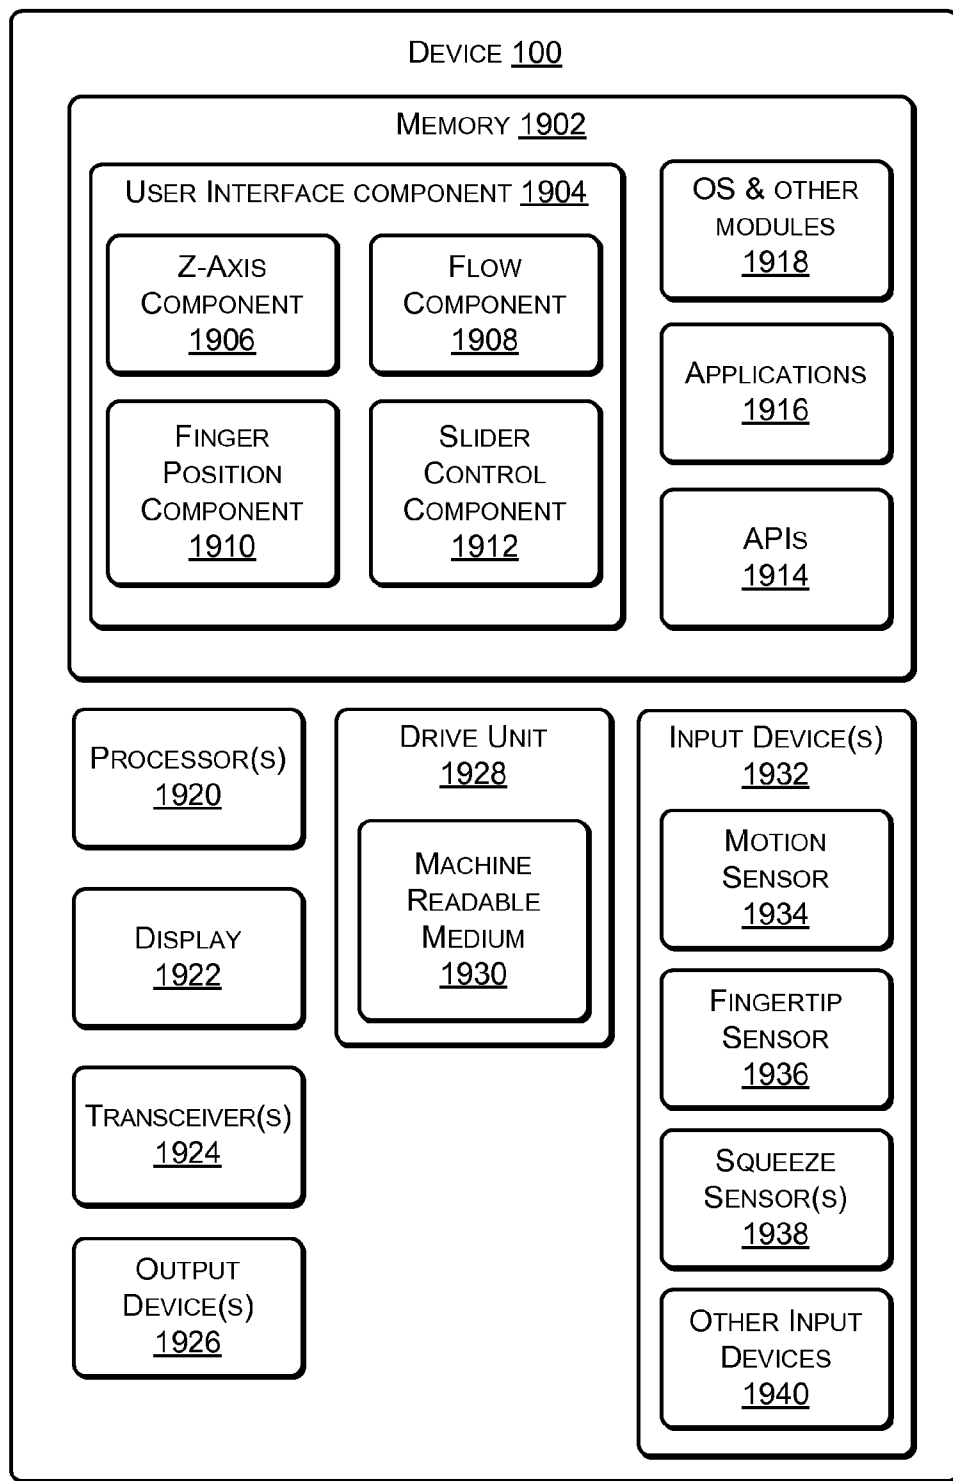 DEVICE 100
MEMORY 1902
USER INTERFACE COMPONENT 1904
Z-AXIS
COMPONENT
1906
FLOW
COMPONENT
1908
FINGER
POSITION
COMPONENT
1910
SLIDER
CONTROL
COMPONENT
1912
OS & OTHER
MODULES
1918
APPLICATIONS
1916
APIS
1914
PROCESSOR(S)
1920
DISPLAY
1922
TRANSCEIVER(S)
1924
OUTPUT
DEVICE(S)
1926
DRIVE UNIT
1928
MACHINE
READABLE
MEDIUM
1930
INPUT DEVICE(S)
1932
MOTION
SENSOR
1934
FINGERTIP
SENSOR
1936
SQUEEZE
SENSOR(S)
1938
OTHER INPUT
DEVICES
1940